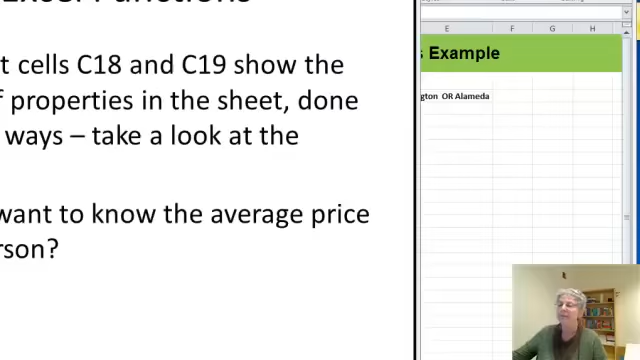 Excel Functions
t cells C18 and C19 show the
f properties in the sheet, done
ways – take a look at the
want to know the average price
rson?
E F G H
s Example
gton OR Alameda